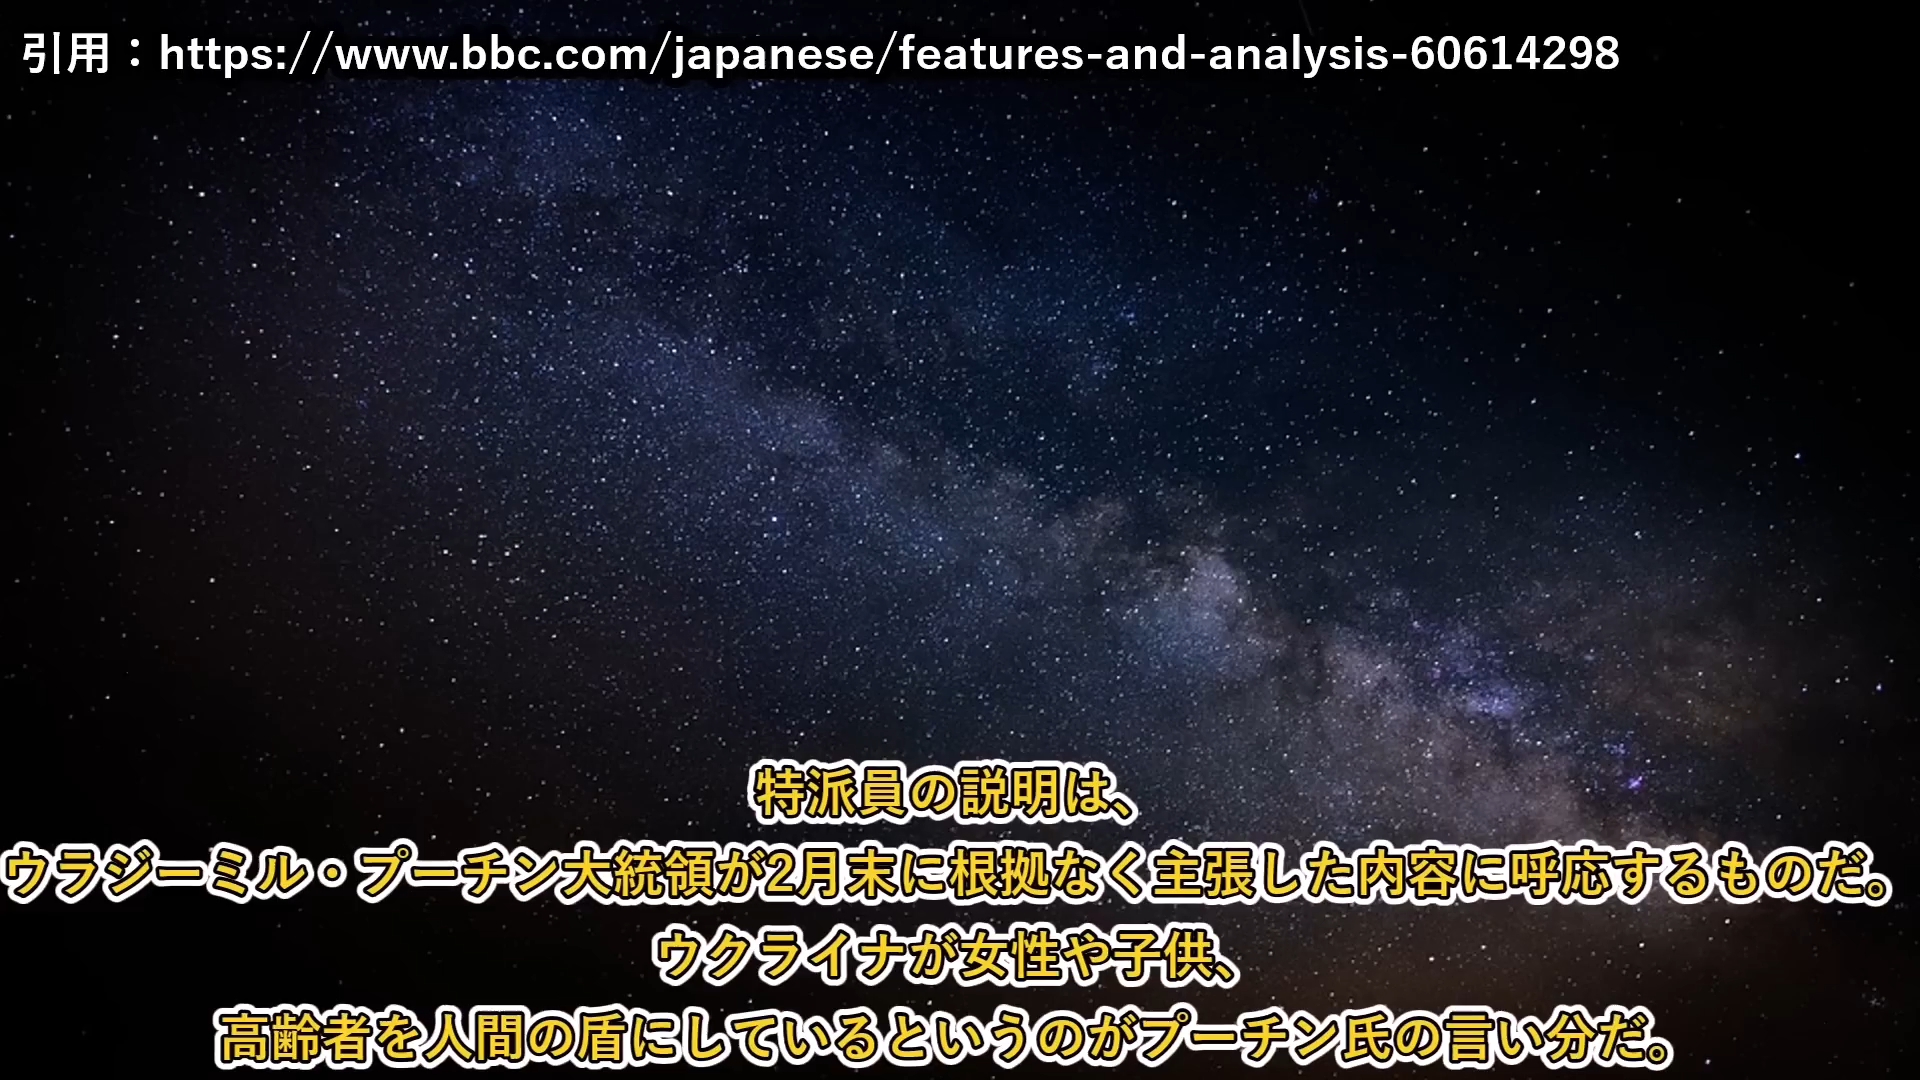 引用：https://www.bbc.com/japanese/features-and-analysis-60614298
特派員の説明は、
ウラジーミル・プーチン大統領が2月末に根拠なく主張した内容に呼応するものだ。
ウクライナが女性や子供、
高齢者を人間の盾にしているというのがプーチン氏の言い分だ。